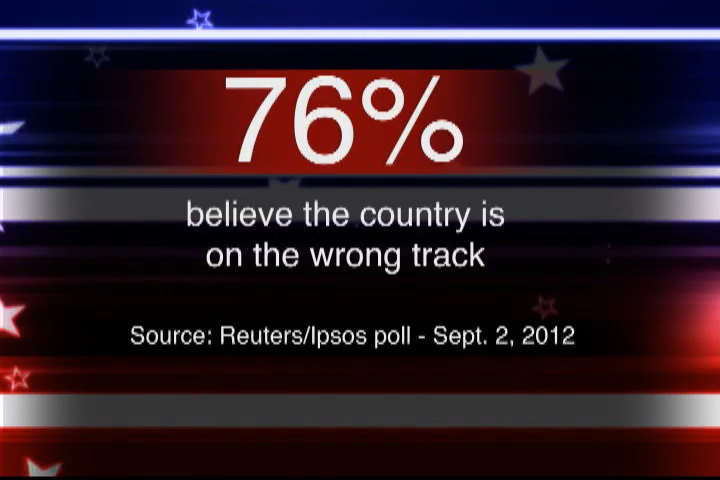 76%
believe the country is
on the wrong track
Source: Reuters/Ipsos poll - Sept. 2, 2012